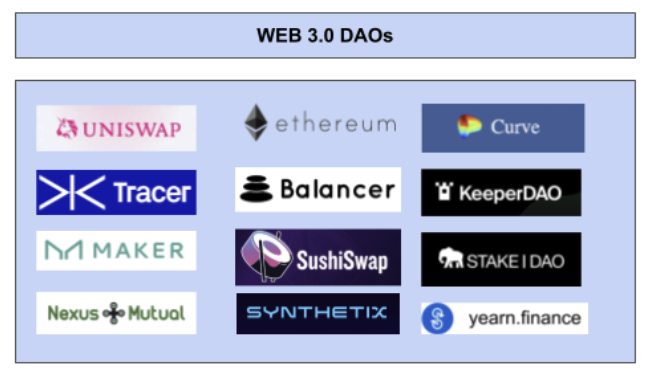 WEB 3.0 DAOs
UNISWAP
ethereum
Curve
Tracer
Balancer
KeeperDAO
MAKER
SushiSwap
STAKE DAO
Nexus Mutual
SYNTHETIX
yearn.finance